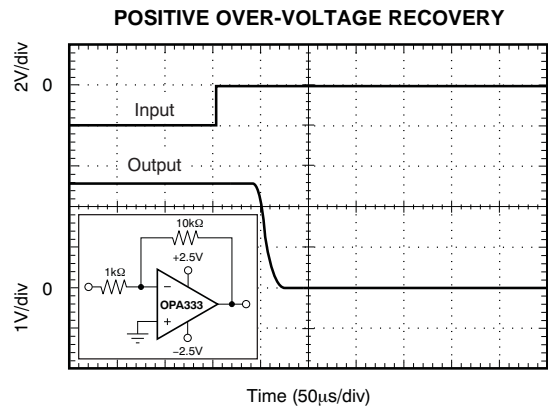 POSITIVE OVER-VOLTAGE RECOVERY
2V/div
0
Input
Output
10kΩ
+2.5V
1kΩ
−
OPA333
+
−2.5V
0
1V/div
Time (50μs/div)